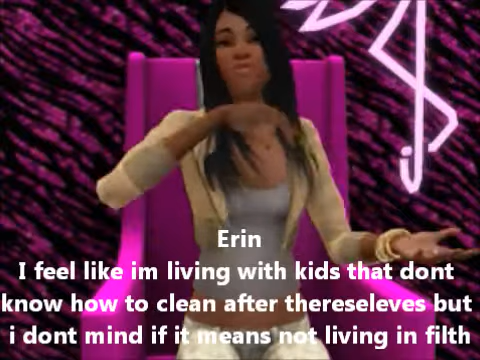 Erin
I feel like im living with kids that dont
know how to clean after thereseleves but
i dont mind if it means not living in filth